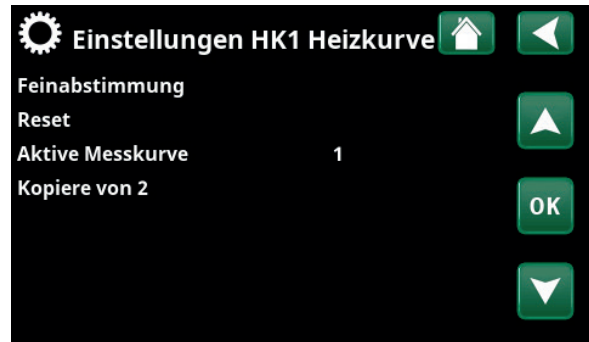 Einstellungen HK1 Heizkurve
Feinabstimmung
Reset
Aktive Messkurve 1
Kopiere von 2
OK